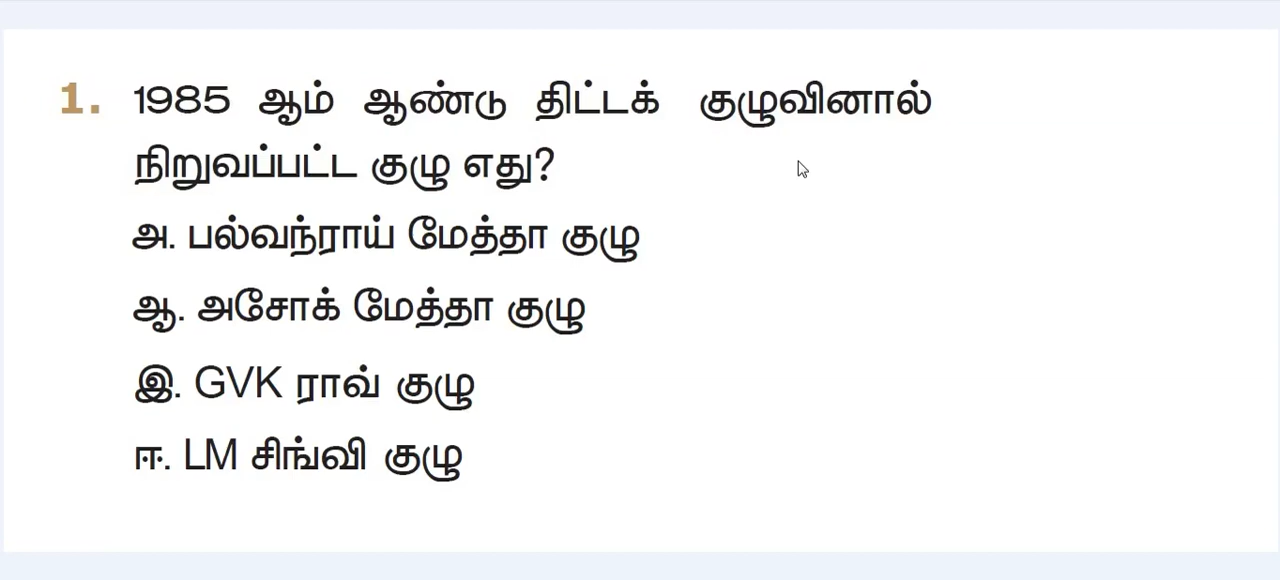 1. 1985 ஆம் ஆண்டு திட்டக் குழுவினால்
நிறுவப்பட்ட குழு எது?
அ. பல்வந்ராய் மேத்தா குழு
ஆ. அசோக் மேத்தா குழு
இ. GVK ராவ் குழு
ஈ. LM சிங்வி குழு